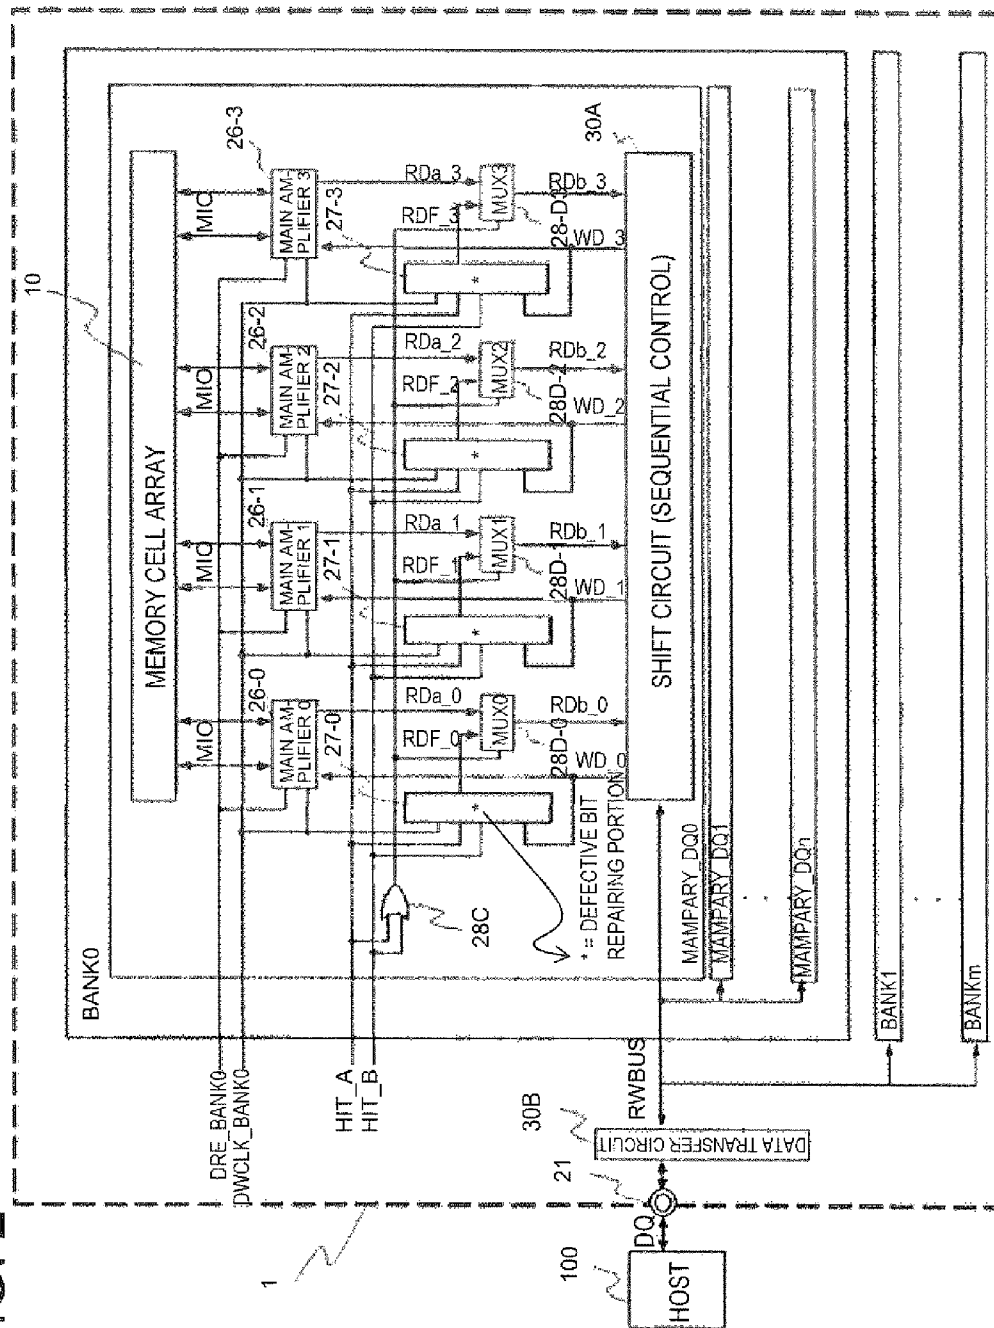 BANK0
MEMORY CELL ARRAY
10
MIO
MIO
MIO
MIO
26-0
26-1
26-2
26-3
MAIN AM-
PLIFIER 0
MAIN AM-
PLIFIER 1
MAIN AM-
PLIFIER 2
MAIN AM-
PLIFIER 3
27-0
27-1
27-2
27-3
DRE_BANK0
DWCLK_BANK0
HIT_A
HIT_B
28C
*
*
*
*
RDa_0
RDF_0
RDa_1
RDF_1
RDa_2
RDF_2
RDa_3
RDF_3
MUX0
MUX1
MUX2
MUX3
28D-0
28D-1
28D-2
28-D3
RDb_0
RDb_1
RDb_2
RDb_3
WD_0
WD_1
WD_2
WD_3
* = DEFECTIVE BIT
REPAIRING PORTION
30A
SHIFT CIRCUIT (SEQUENTIAL CONTROL)
MAMPARY_DQ0
MAMPARY_DQ1
MAMPARY_DQn
BANK1
BANKm
RWBUS
30B
DATA TRANSFER CIRCUIT
21
DQ
100
HOST
1